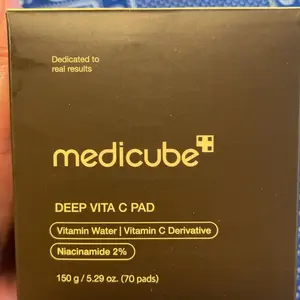 Dedicated to
real results
medicube
DEEP VITA C PAD
Vitamin Water | Vitamin C Derivative
Niacinamide 2%
150 g / 5.29 oz. (70 pads)